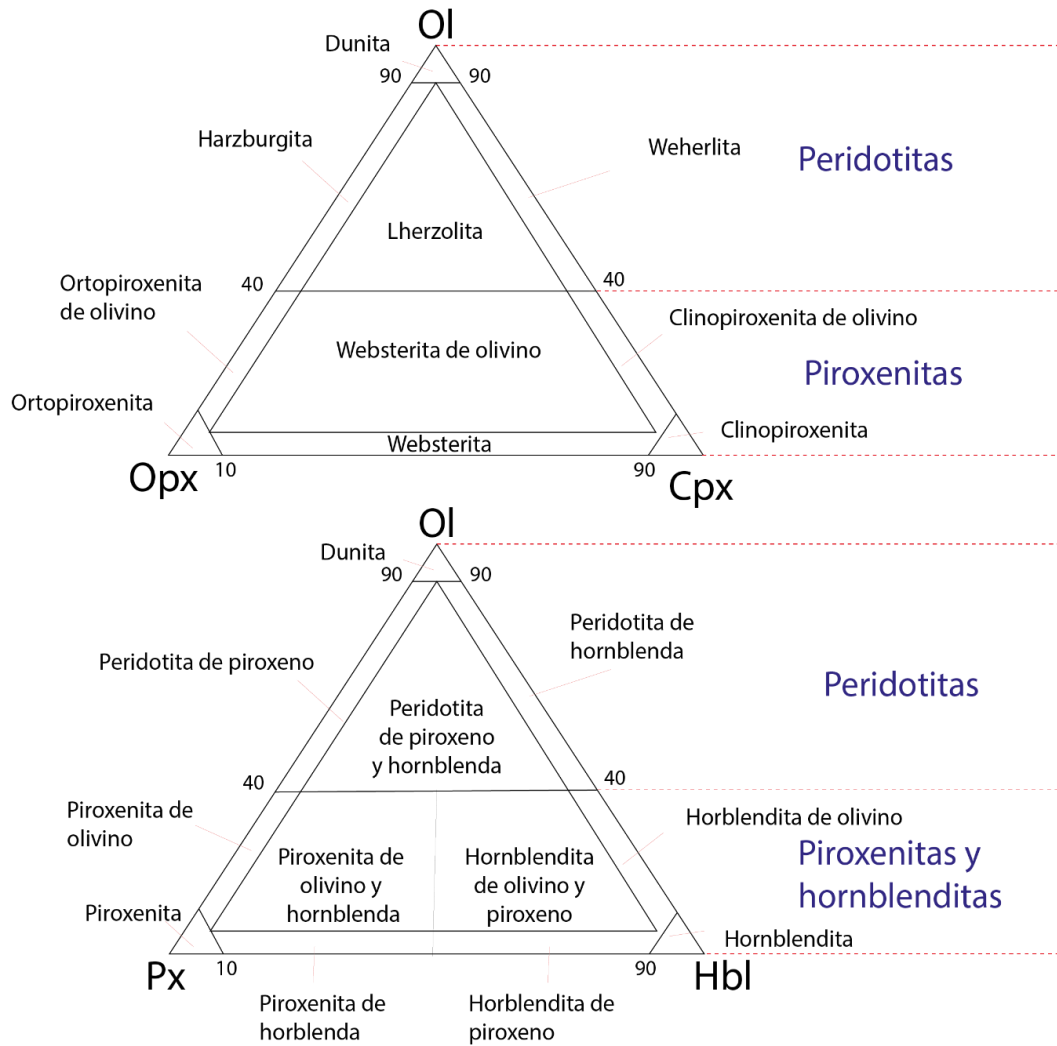 Ol
Dunita
90
90
Harzburgita
Weherlita
Peridotitas
Lherzolita
Ortopiroxenita
de olivino
40
40
Clinopiroxenita de olivino
Websterita de olivino
Piroxenitas
Ortopiroxenita
Clinopiroxenita
Websterita
Opx
10
90
Cpx
Ol
Dunita
90
90
Peridotita de
hornblenda
Peridotita de piroxeno
Peridotitas
Peridotita
de piroxeno
y hornblenda
40
40
Piroxenita de
olivino
Horblendita de olivino
Piroxenitas y
hornblenditas
Piroxenita de
olivino y
hornblenda
Hornblendita
de olivino y
piroxeno
Piroxenita
Hornblendita
Px
10
90
Hbl
Piroxenita de
horblenda
Horblendita de
piroxeno